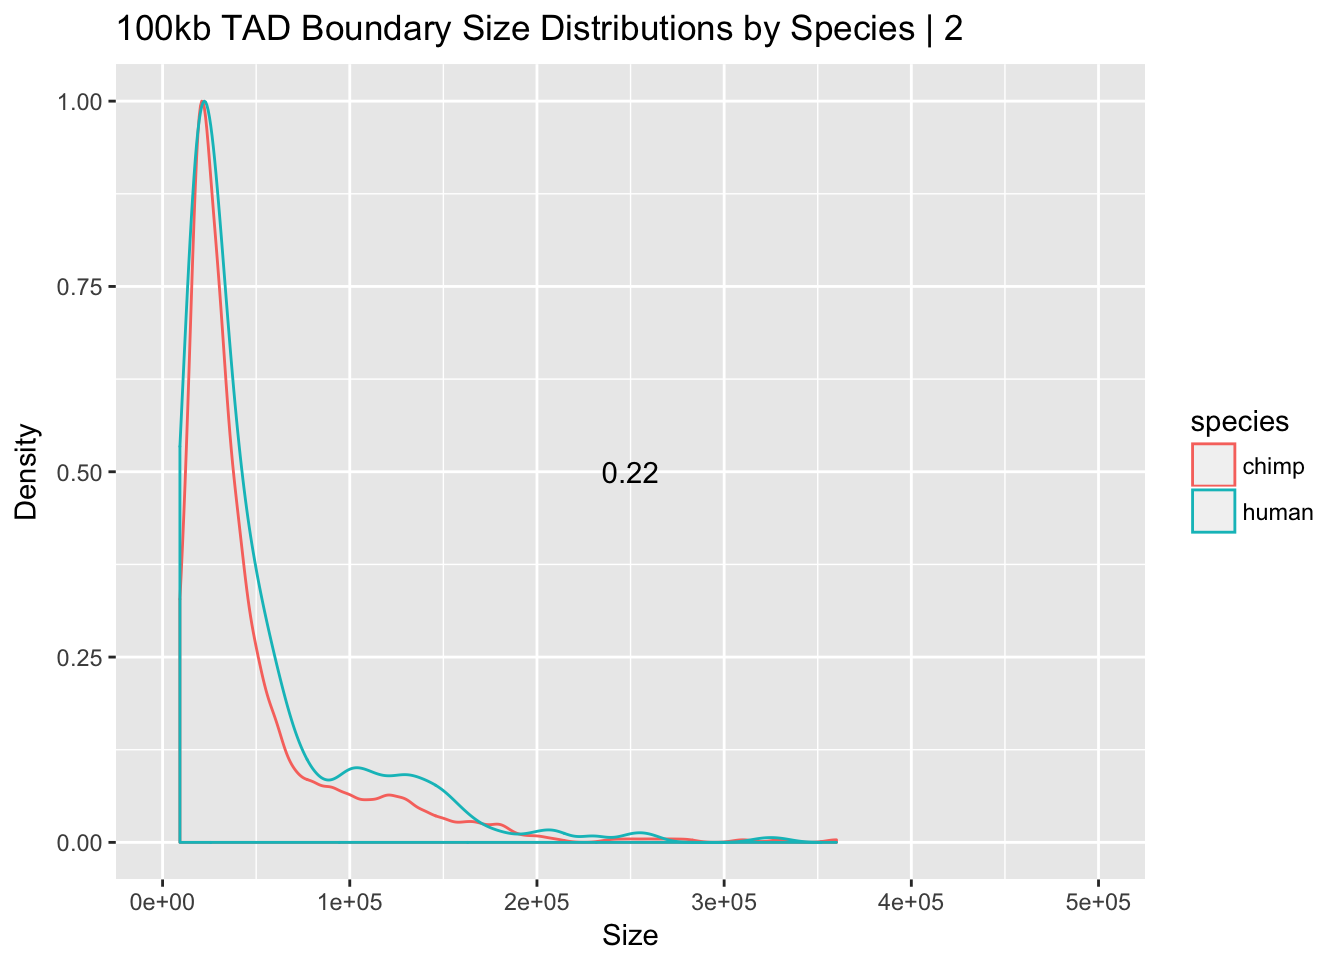 100kb TAD Boundary Size Distributions by Species | 2
1.00
0.75
0.50
0.25
0.00
Density
0.22
species
chimp
human
0e+00 1e+05 2e+05 3e+05 4e+05 5e+05
Size